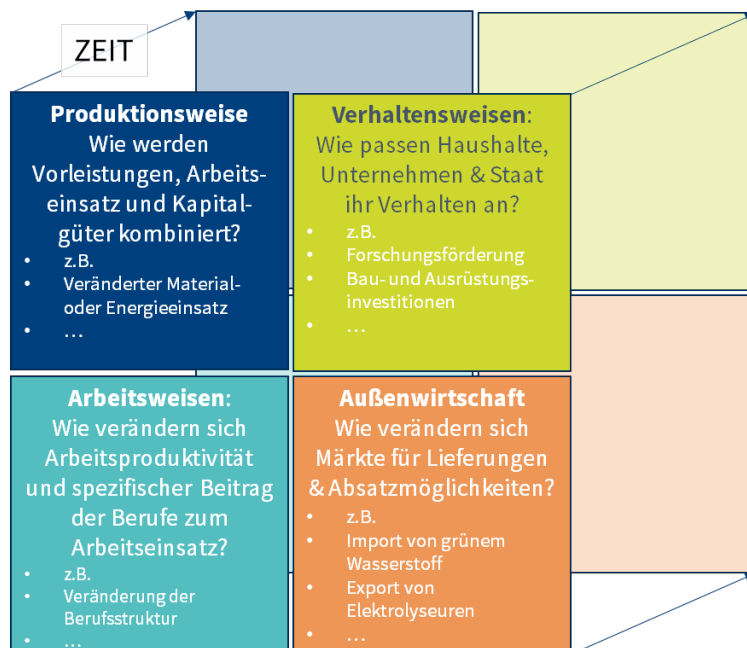 ZEIT
Produktionsweise
Wie werden
Vorleistungen, Arbeits-
einsatz und Kapital-
güter kombiniert?
• z.B.
• Veränderter Material-
oder Energieeinsatz
• …
Verhaltensweisen:
Wie passen Haushalte,
Unternehmen & Staat
ihr Verhalten an?
• z.B.
• Forschungsförderung
• Bau- und Ausrüstungs-
investitionen
• …
Arbeitsweisen:
Wie verändern sich
Arbeitsproduktivität
und spezifischer Beitrag
der Berufe zum
Arbeitseinsatz?
• z.B.
• Veränderung der
Berufsstruktur
• …
Außenwirtschaft
Wie verändern sich
Märkte für Lieferungen
& Absatzmöglichkeiten?
• z.B.
• Import von grünem
Wasserstoff
• Export von
Elektrolyseuren
• …